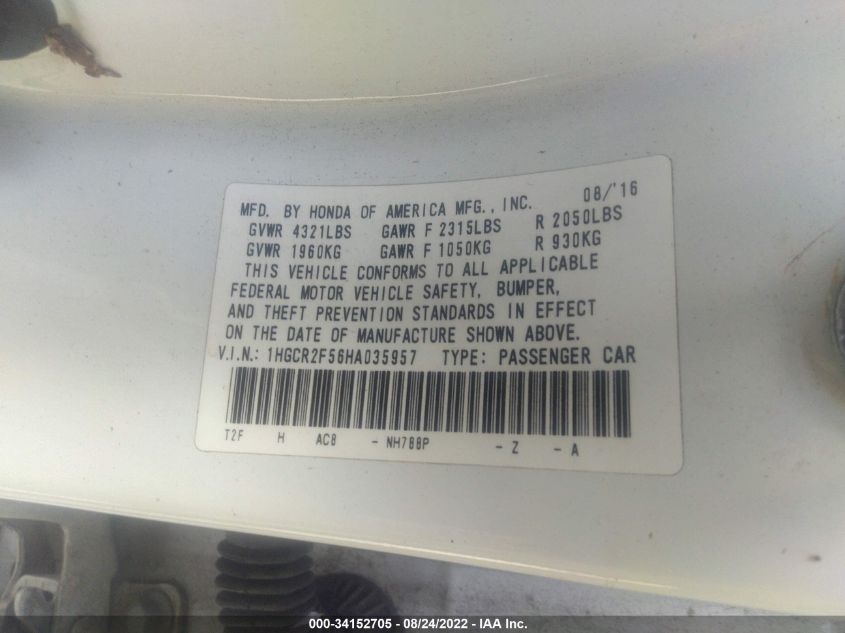 MFD. BY HONDA OF AMERICA MFG., INC. 08/'16
GVWR 4321LBS GAWR F 2315LBS R 2050LBS
GVWR 1960KG GAWR F 1050KG R 930KG
THIS VEHICLE CONFORMS TO ALL APPLICABLE
FEDERAL MOTOR VEHICLE SAFETY, BUMPER,
AND THEFT PREVENTION STANDARDS IN EFFECT
ON THE DATE OF MANUFACTURE SHOWN ABOVE.
V.I.N.: 1HGCR2F56HA035957 TYPE: PASSENGER CAR
T2F H AC8 - NH788P - Z - A
000-34152705 - 08/24/2022 - IAA Inc.